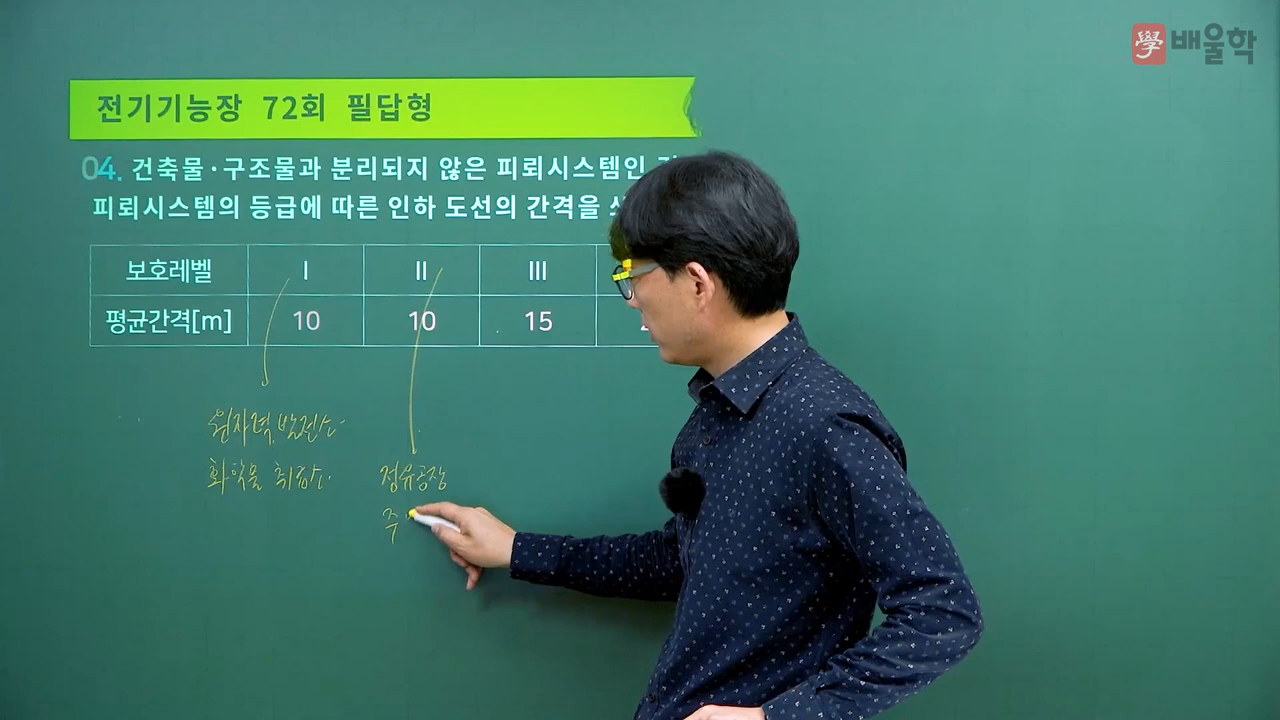 學 배울학
전기기능장 72회 필답형
04. 건축물·구조물과 분리되지 않은 피뢰시스템인
피뢰시스템의 등급에 따른 인하 도선의 간격을
보호레벨 I II III
평균간격[m] 10 10 15
원자력 발전소
화약물 취급소 정유공장
주